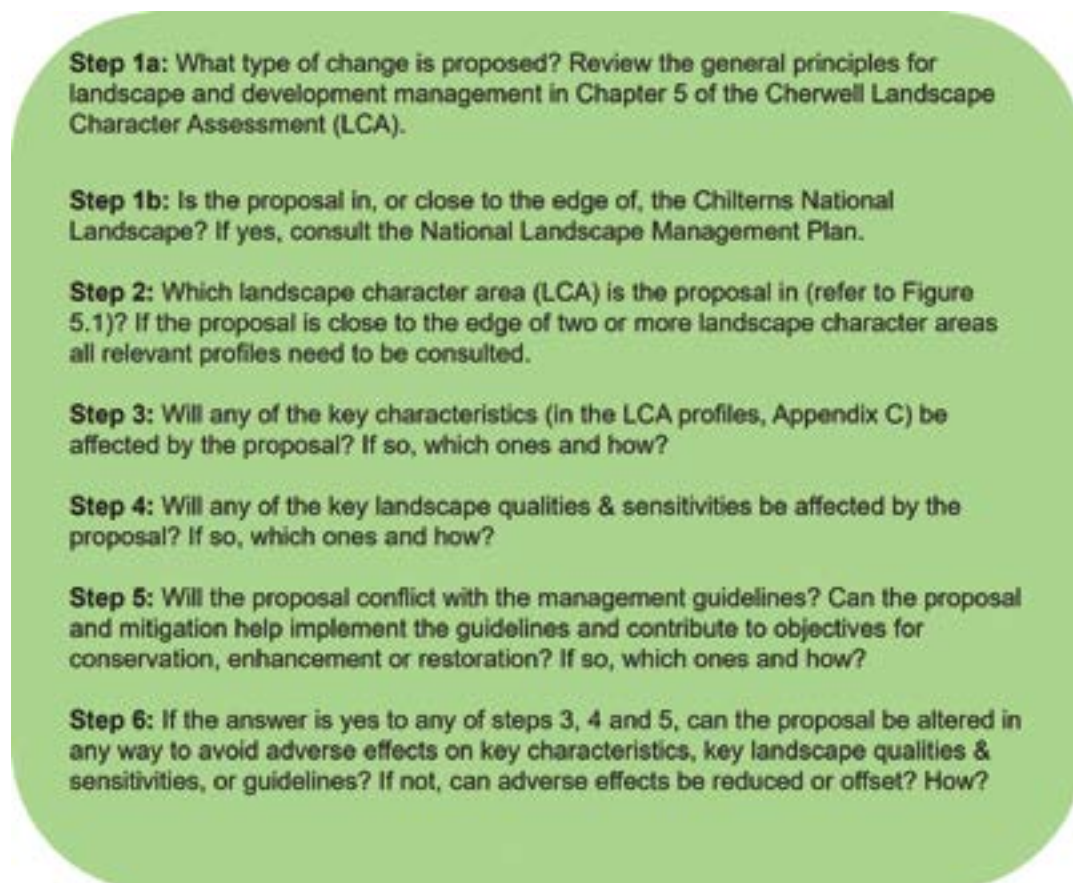 Step 1a: What type of change is proposed? Review the general principles for
landscape and development management in Chapter 5 of the Cherwell Landscape
Character Assessment (LCA).
Step 1b: Is the proposal in, or close to the edge of, the Chilterns National
Landscape? If yes, consult the National Landscape Management Plan.
Step 2: Which landscape character area (LCA) is the proposal in (refer to Figure
5.1)? If the proposal is close to the edge of two or more landscape character areas
all relevant profiles need to be consulted.
Step 3: Will any of the key characteristics (in the LCA profiles, Appendix C) be
affected by the proposal? If so, which ones and how?
Step 4: Will any of the key landscape qualities & sensitivities be affected by the
proposal? If so, which ones and how?
Step 5: Will the proposal conflict with the management guidelines? Can the proposal
and mitigation help implement the guidelines and contribute to objectives for
conservation, enhancement or restoration? If so, which ones and how?
Step 6: If the answer is yes to any of steps 3, 4 and 5, can the proposal be altered in
any way to avoid adverse effects on key characteristics, key landscape qualities &
sensitivities, or guidelines? If not, can adverse effects be reduced or offset? How?